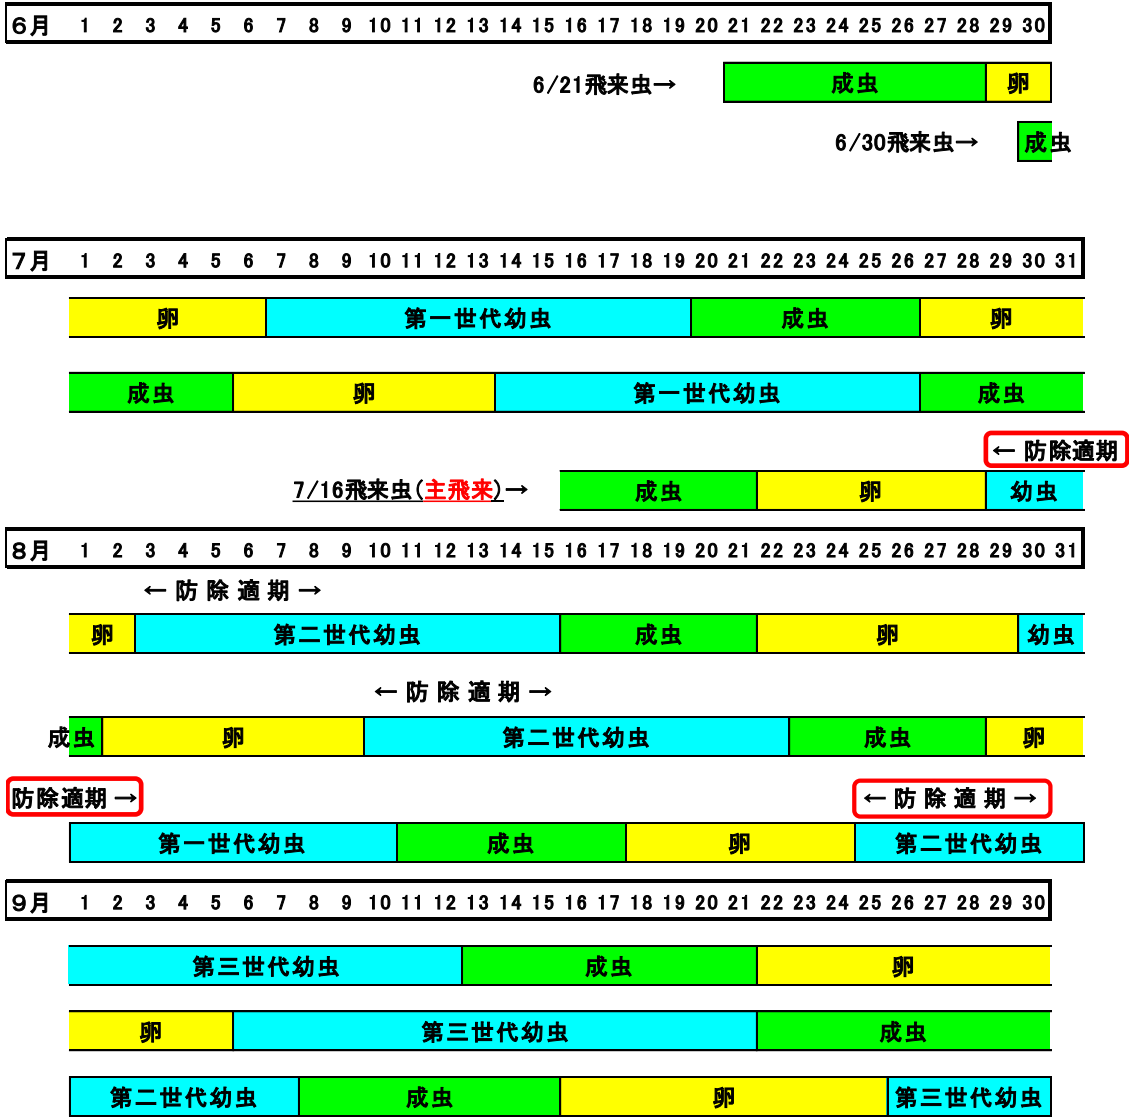 6月 1 2 3 4 5 6 7 8 9 10 11 12 13 14 15 16 17 18 19 20 21 22 23 24 25 26 27 28 29 30
6/21飛来虫→ 成虫 卵
6/30飛来虫→ 成虫
7月 1 2 3 4 5 6 7 8 9 10 11 12 13 14 15 16 17 18 19 20 21 22 23 24 25 26 27 28 29 30 31
卵 第一世代幼虫 成虫 卵
成虫 卵 第一世代幼虫 成虫
← 防除適期
7/16飛来虫(主飛来)→ 成虫 卵 幼虫
8月 1 2 3 4 5 6 7 8 9 10 11 12 13 14 15 16 17 18 19 20 21 22 23 24 25 26 27 28 29 30 31
← 防 除 適 期 →
卵 第二世代幼虫 成虫 卵 幼虫
← 防 除 適 期 →
成虫 卵 第二世代幼虫 成虫 卵
防除適期 → ← 防 除 適 期 →
第一世代幼虫 成虫 卵 第二世代幼虫
9月 1 2 3 4 5 6 7 8 9 10 11 12 13 14 15 16 17 18 19 20 21 22 23 24 25 26 27 28 29 30
第三世代幼虫 成虫 卵
卵 第三世代幼虫 成虫
第二世代幼虫 成虫 卵 第三世代幼虫